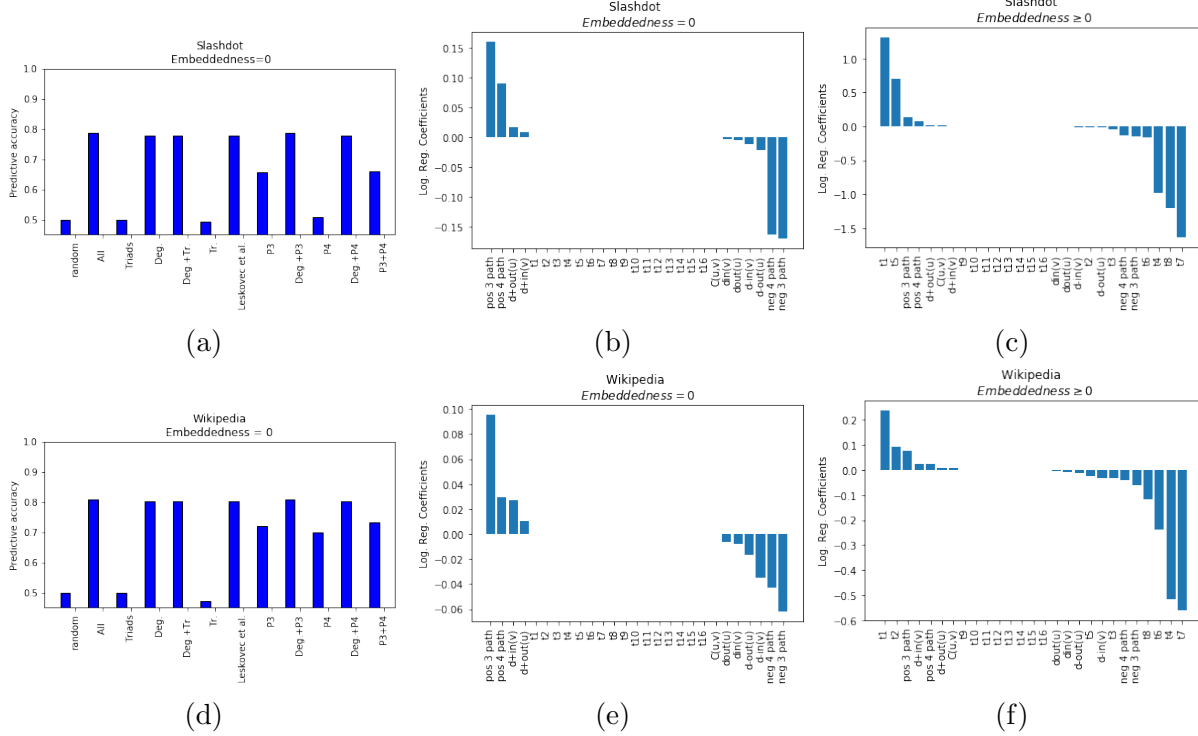 Slashdot
Embeddedness=0
Predictive accuracy
1.0
0.9
0.8
0.7
0.6
0.5
random
All
Triads
Deg.
Deg.+Tr.
Tr.
Leskovec et al.
P3
Deg.+P3
P4
Deg.+P4
P3+P4
(a)
Slashdot
Embeddedness = 0
Log. Reg. Coefficients
0.15
0.10
0.05
0.00
−0.05
−0.10
−0.15
pos 3 path
pos 4 path
d+out(u)
d+in(v)
t1
t2
t3
t4
t5
t6
t7
t8
t9
t10
t11
t12
t13
t14
t15
t16
C(u,v)
din(v)
dout(u)
d-in(v)
d-out(u)
neg 4 path
neg 3 path
(b)
Slashdot
Embeddedness ≥ 0
Log. Reg. Coefficients
1.0
0.5
0.0
−0.5
−1.0
−1.5
t1
t5
pos 3 path
pos 4 path
d+out(u)
C(u,v)
d+in(v)
t9
t10
t11
t12
t13
t14
t15
t16
din(v)
dout(u)
d-in(v)
t2
d-out(u)
t3
neg 4 path
neg 3 path
t6
t4
t8
t7
(c)
Wikipedia
Embeddedness = 0
Predictive accuracy
1.0
0.9
0.8
0.7
0.6
0.5
random
All
Triads
Deg.
Deg.+Tr.
Tr.
Leskovec et al.
P3
Deg.+P3
P4
Deg.+P4
P3+P4
(d)
Wikipedia
Embeddedness = 0
Log. Reg. Coefficients
0.10
0.08
0.06
0.04
0.02
0.00
−0.02
−0.04
−0.06
pos 3 path
pos 4 path
d+in(v)
d+out(u)
t1
t2
t3
t4
t5
t6
t7
t8
t9
t10
t11
t12
t13
t14
t15
t16
C(u,v)
dout(u)
din(v)
d-out(u)
d-in(v)
neg 4 path
neg 3 path
(e)
Wikipedia
Embeddedness ≥ 0
Log. Reg. Coefficients
0.2
0.1
0.0
−0.1
−0.2
−0.3
−0.4
−0.5
−0.6
t1
t2
pos 3 path
d+in(v)
pos 4 path
d+out(u)
C(u,v)
t9
t10
t11
t12
t13
t14
t15
t16
dout(u)
din(v)
d-out(u)
t5
d-in(v)
t3
neg 4 path
neg 3 path
t8
t6
t4
t7
(f)